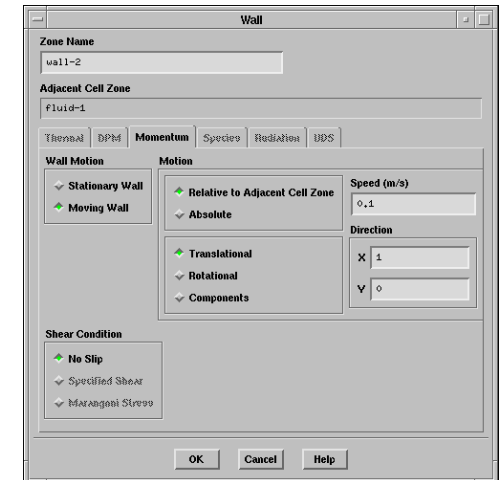 Wall
Zone Name
wall-2
Adjacent Cell Zone
fluid-1
Thermal DPM Momentum Species Radiation UDS
Wall Motion Motion
Stationary Wall
Moving Wall
Relative to Adjacent Cell Zone
Absolute
Speed (m/s)
0.1
Direction
Translational
Rotational
Components
X 1
Y 0
Shear Condition
No Slip
Specified Shear
Marangoni Stress
OK Cancel Help